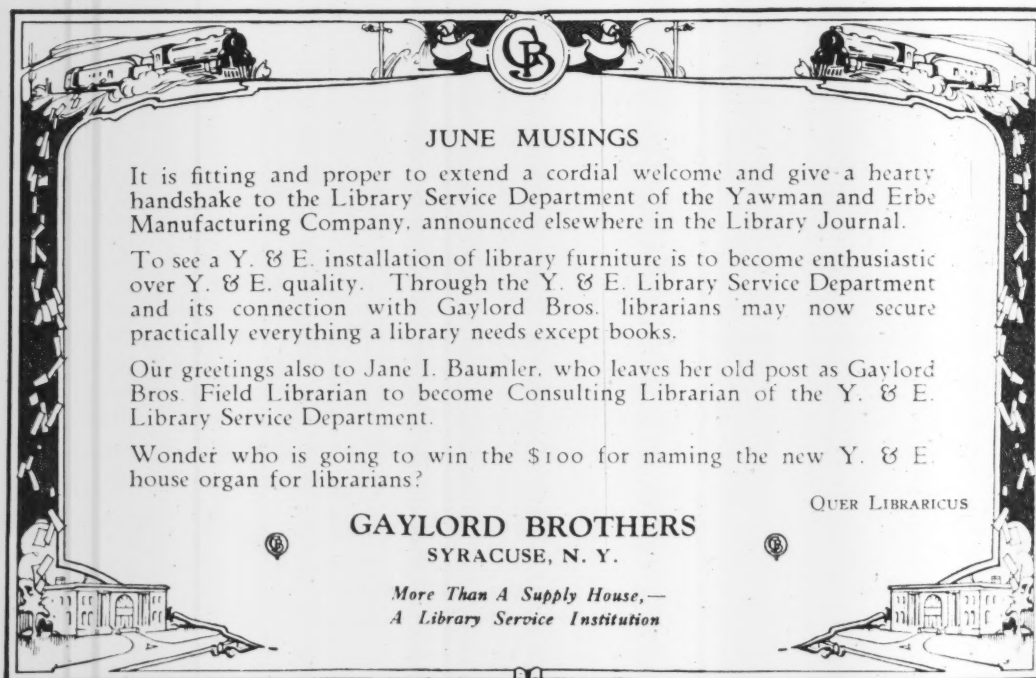 GB
JUNE MUSINGS
It is fitting and proper to extend a cordial welcome and give a hearty
handshake to the Library Service Department of the Yawman and Erbe
Manufacturing Company, announced elsewhere in the Library Journal.
To see a Y. & E. installation of library furniture is to become enthusiastic
over Y. & E. quality. Through the Y. & E. Library Service Department
and its connection with Gaylord Bros. librarians may now secure
practically everything a library needs except books.
Our greetings also to Jane I. Baumler, who leaves her old post as Gaylord
Bros. Field Librarian to become Consulting Librarian of the Y. & E.
Library Service Department.
Wonder who is going to win the $100 for naming the new Y. & E.
house organ for librarians?
QUER LIBRARICUS
GAYLORD BROTHERS
GB
SYRACUSE, N. Y.
GB
More Than A Supply House,—
A Library Service Institution